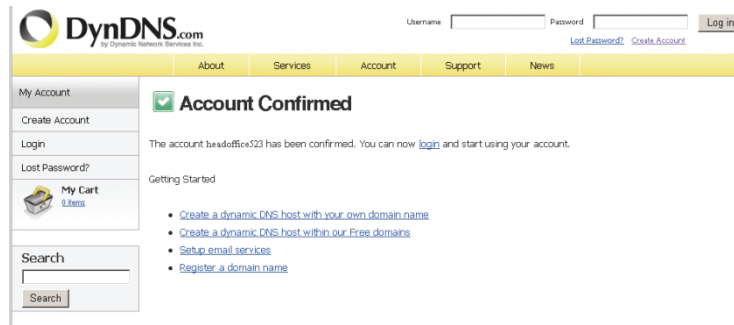 DynDNS.com
by Dynamic Network Services Inc.
Username
Password
Log in
Lost Password? Create Account
About Services Account Support News
My Account
Create Account
Login
Lost Password?
My Cart
0 items
Search
Search
Account Confirmed
The account headoffice523 has been confirmed. You can now login and start using your account.
Getting Started
Create a dynamic DNS host with your own domain name
Create a dynamic DNS host within our Free domains
Setup email services
Register a domain name